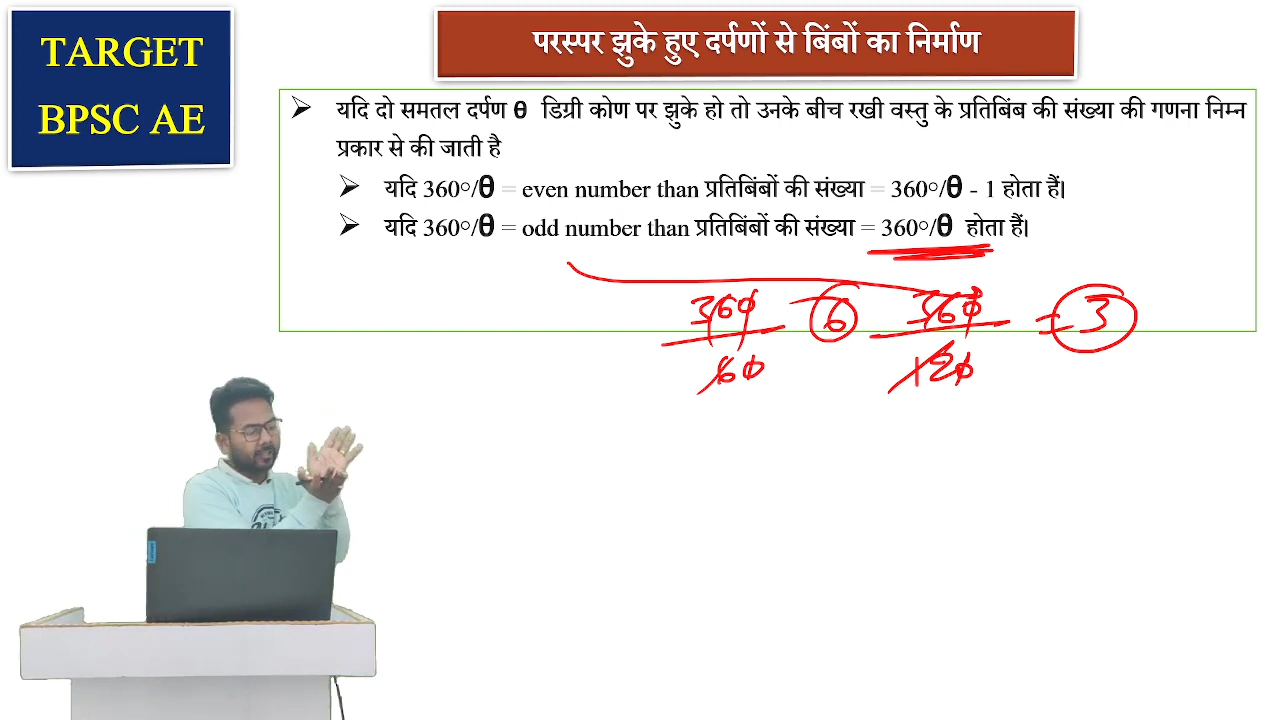 TARGET
BPSC AE
परस्पर झुके हुए दर्पणों से बिंबों का निर्माण
➤ यदि दो समतल दर्पण θ डिग्री कोण पर झुके हो तो उनके बीच रखी वस्तु के प्रतिबिंब की संख्या की गणना निम्न
प्रकार से की जाती है
➤ यदि 360○/θ = even number than प्रतिबिंबों की संख्या = 360○/θ - 1 होता हैं।
➤ यदि 360○/θ = odd number than प्रतिबिंबों की संख्या = 360○/θ होता हैं।
360 6 360 = 3
60 120